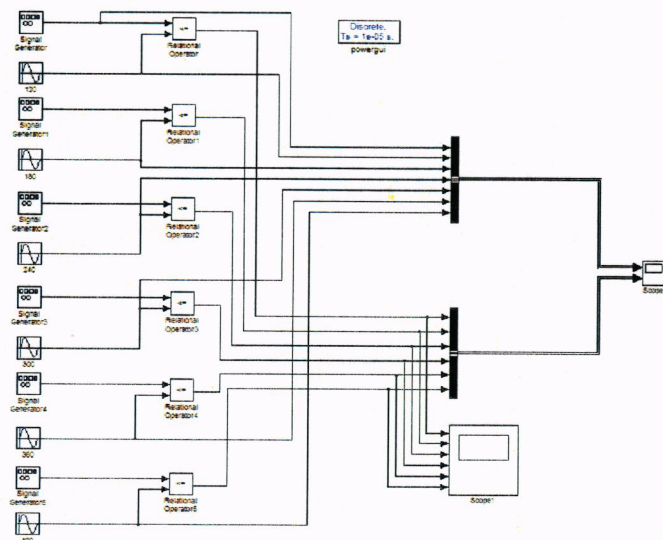 Signal
Generator
<=
Relational
Operator
Discrete,
Ts = 1e-05 s.
powergui
120
Signal
Generator1
<=
Relational
Operator1
180
Signal
Generator2
<=
Relational
Operator2
240
Signal
Generator3
<=
Relational
Operator3
300
Signal
Generator4
<=
Relational
Operator4
360
Signal
Generator5
<=
Relational
Operator5
Scope
Scope1